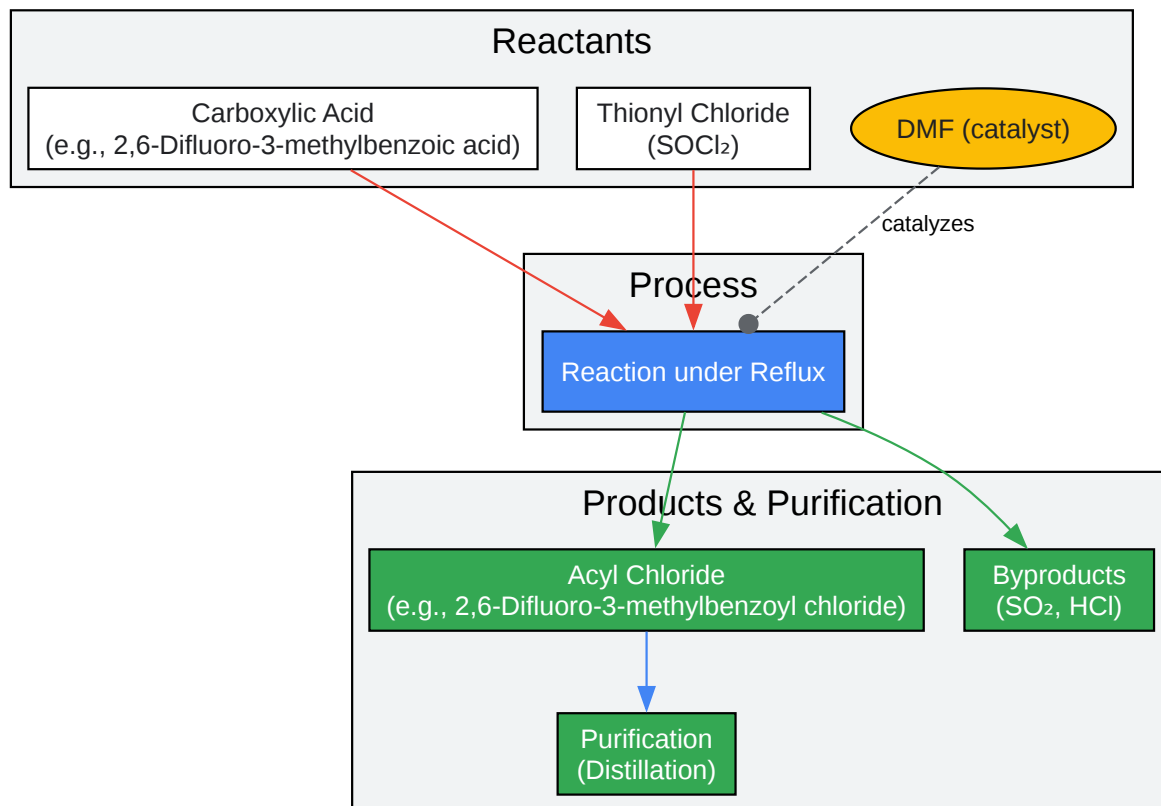 Reactants
Carboxylic Acid
(e.g., 2,6-Difluoro-3-methylbenzoic acid)
Thionyl Chloride
(SOCl₂)
DMF (catalyst)
catalyzes
Process
Reaction under Reflux
Products & Purification
Acyl Chloride
(e.g., 2,6-Difluoro-3-methylbenzoyl chloride)
Byproducts
(SO₂, HCl)
Purification
(Distillation)